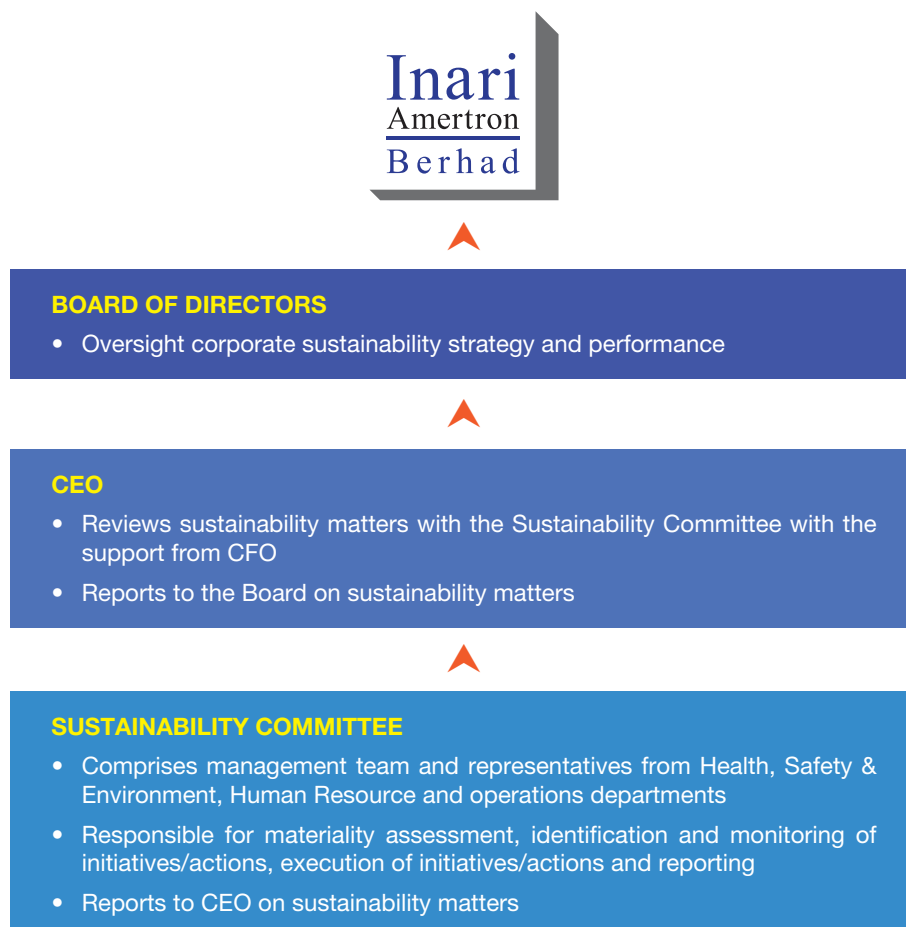 Inari
Amertron
Berhad
BOARD OF DIRECTORS
• Oversight corporate sustainability strategy and performance
CEO
• Reviews sustainability matters with the Sustainability Committee with the
support from CFO
• Reports to the Board on sustainability matters
SUSTAINABILITY COMMITTEE
• Comprises management team and representatives from Health, Safety &
Environment, Human Resource and operations departments
• Responsible for materiality assessment, identification and monitoring of
initiatives/actions, execution of initiatives/actions and reporting
• Reports to CEO on sustainability matters